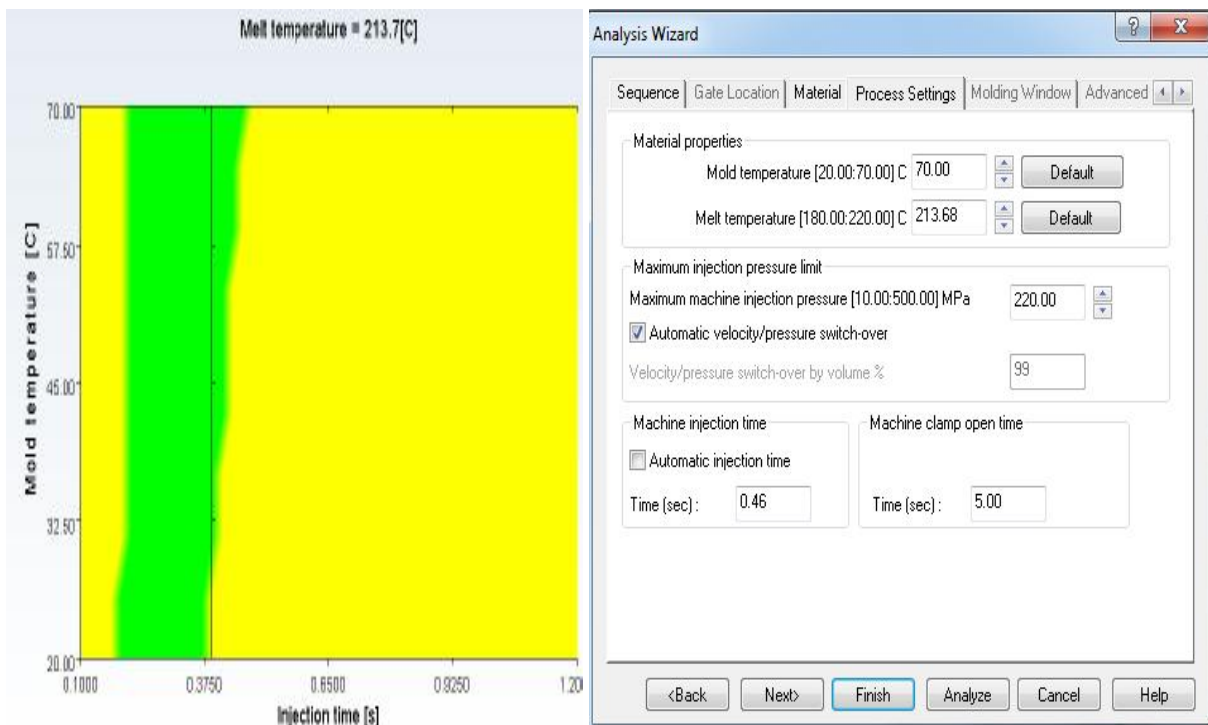 Melt temperature = 213.7[C]
Mold temperature [C]
70.00
57.50
45.00
32.50
20.00
0.1000 0.3750 0.6500 0.9250 1.20
Injection time [s]
Analysis Wizard
? X
Sequence Gate Location Material Process Settings Molding Window Advanced
Material properties
Mold temperature [20.00:70.00] C 70.00 Default
Melt temperature [180.00:220.00] C 213.68 Default
Maximum injection pressure limit
Maximum machine injection pressure [10.00:500.00] MPa 220.00
Automatic velocity/pressure switch-over
Velocity/pressure switch-over by volume % 99
Machine injection time
Automatic injection time
Time (sec) : 0.46
Machine clamp open time
Time (sec) : 5.00
<Back Next> Finish Analyze Cancel Help